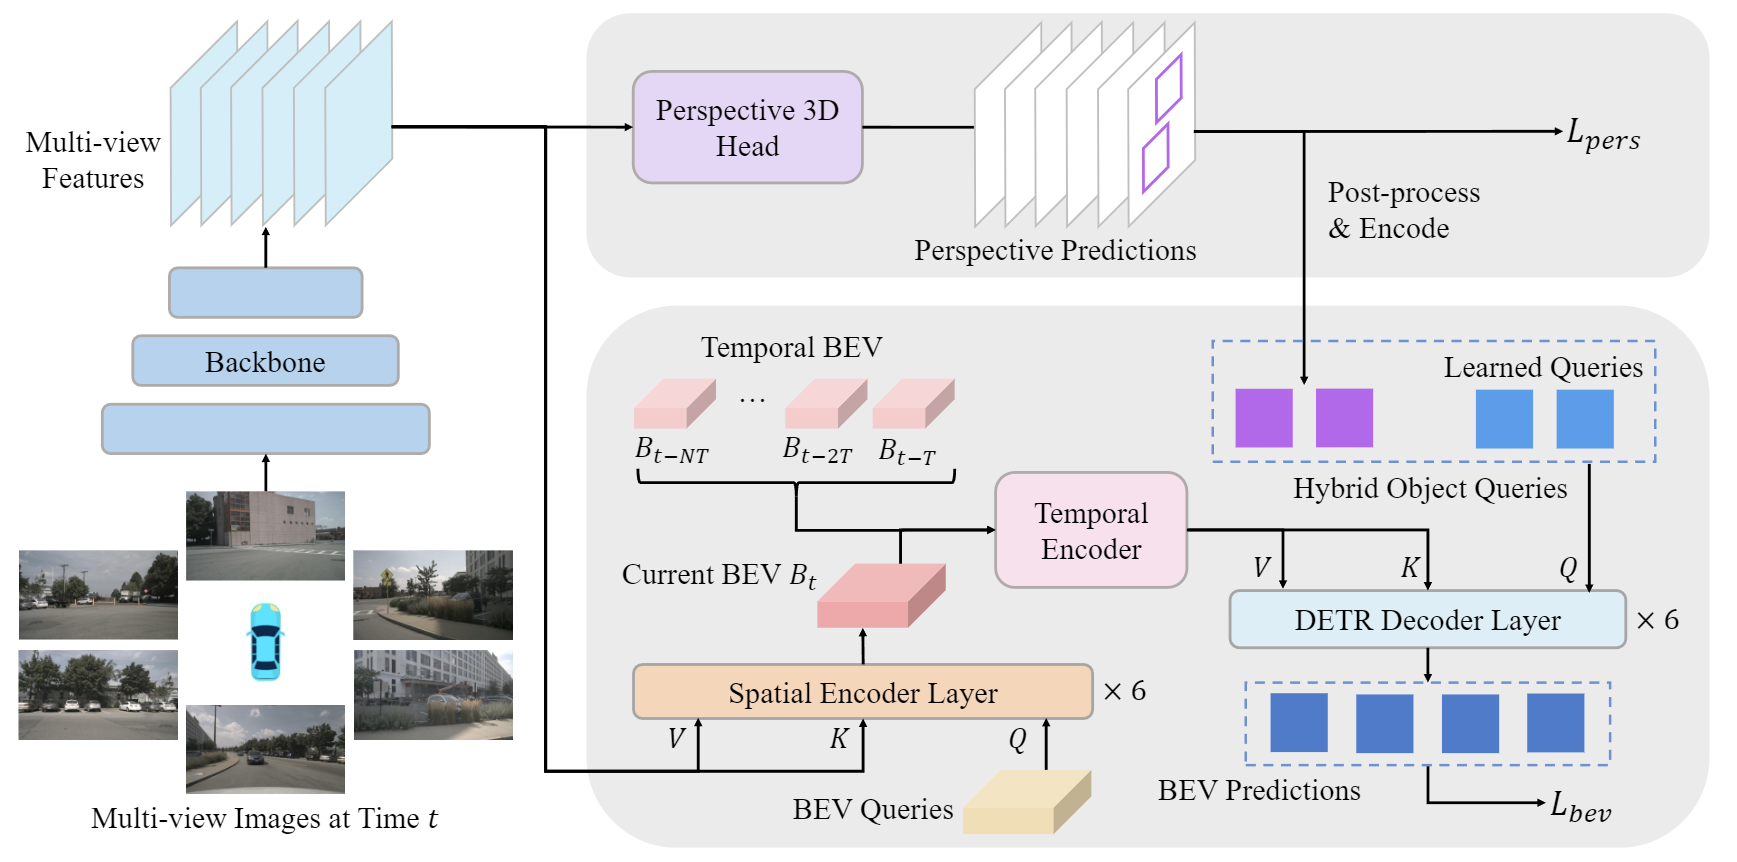 Multi-view
Features
Backbone
Multi-view Images at Time t
Perspective 3D
Head
Perspective Predictions
L_{pers}
Post-process
& Encode
Temporal BEV
...
B_{t-NT}
B_{t-2T}
B_{t-T}
Temporal
Encoder
Current BEV B_t
Spatial Encoder Layer
× 6
V
K
Q
BEV Queries
Learned Queries
Hybrid Object Queries
V
K
Q
DETR Decoder Layer
× 6
BEV Predictions
L_{bev}